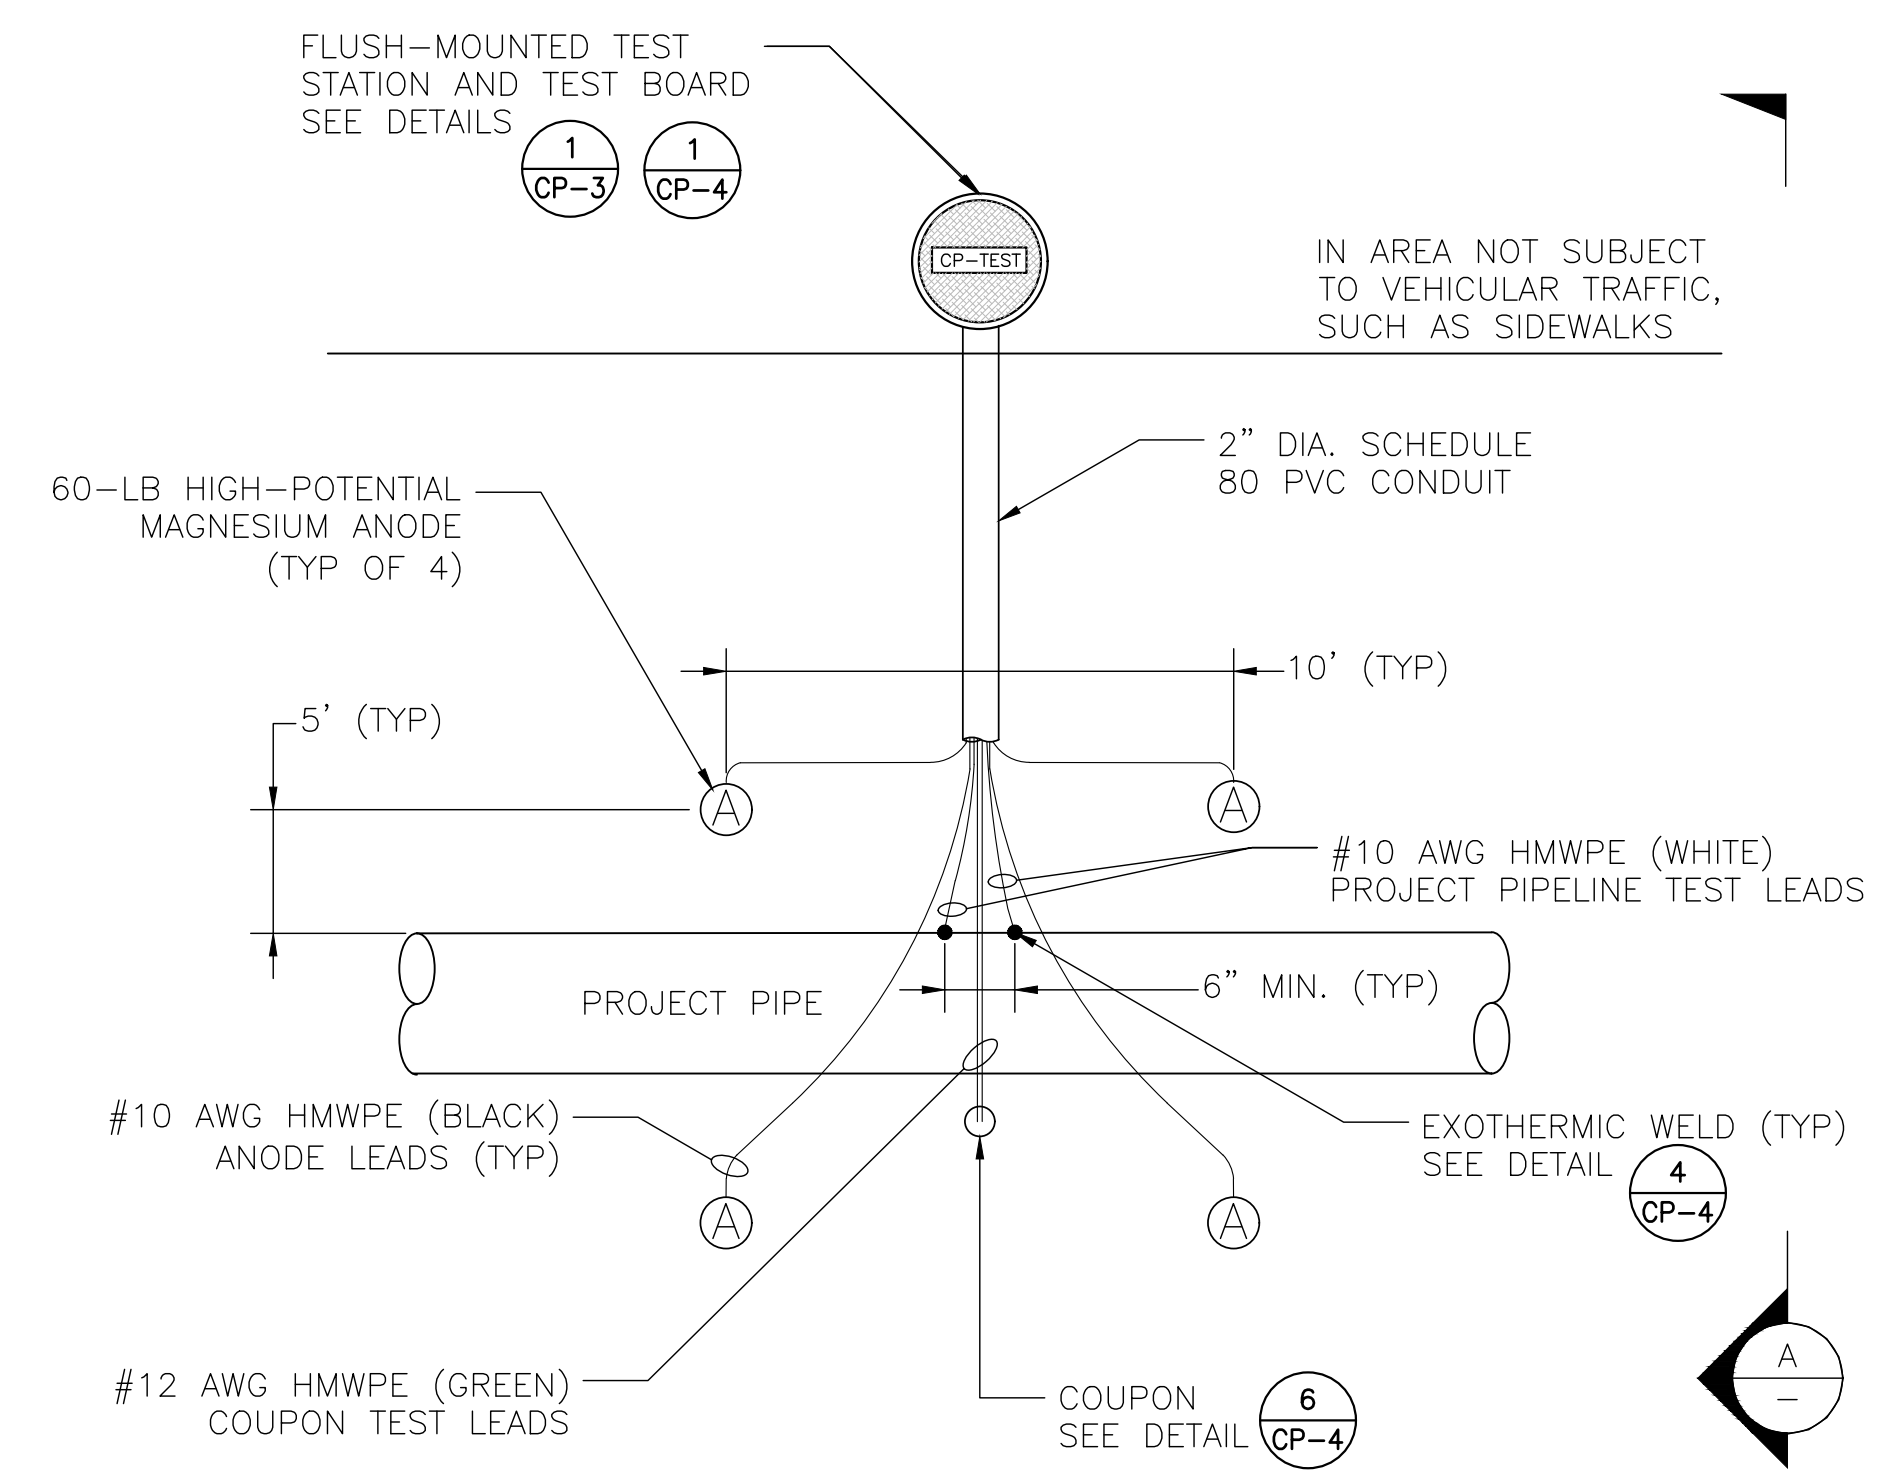 FLUSH-MOUNTED TEST
STATION AND TEST BOARD
SEE DETAILS
1
CP-3
1
CP-4
CP-TEST
IN AREA NOT SUBJECT
TO VEHICULAR TRAFFIC,
SUCH AS SIDEWALKS
2” DIA. SCHEDULE
80 PVC CONDUIT
60-LB HIGH-POTENTIAL
MAGNESIUM ANODE
(TYP OF 4)
10’ (TYP)
5’ (TYP)
A
A
#10 AWG HMWPE (WHITE)
PROJECT PIPELINE TEST LEADS
PROJECT PIPE
6” MIN. (TYP)
#10 AWG HMWPE (BLACK)
ANODE LEADS (TYP)
EXOTHERMIC WELD (TYP)
SEE DETAIL
4
CP-4
A
A
#12 AWG HMWPE (GREEN)
COUPON TEST LEADS
COUPON
SEE DETAIL
6
CP-4
A
-